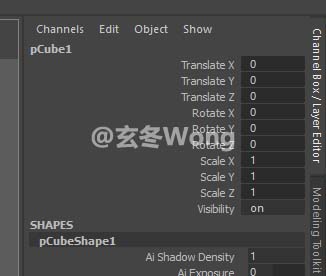 Channels Edit Object Show
pCube1
Translate X 0
Translate Y 0
Translate Z 0
Rotate X 0
Rotate Y 0
Rotate Z 0
Scale X 1
Scale Y 1
Scale Z 1
Visibility on
SHAPES
pCubeShape1
Ai Shadow Density 1
Ai Exposure 0
@玄冬Wong
Channel Box / Layer Editor
Modeling Toolkit